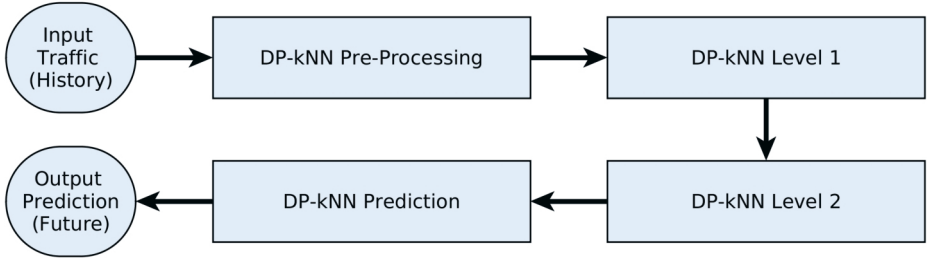 Input
Traffic
(History)
DP-kNN Pre-Processing
DP-kNN Level 1
DP-kNN Level 2
DP-kNN Prediction
Output
Prediction
(Future)